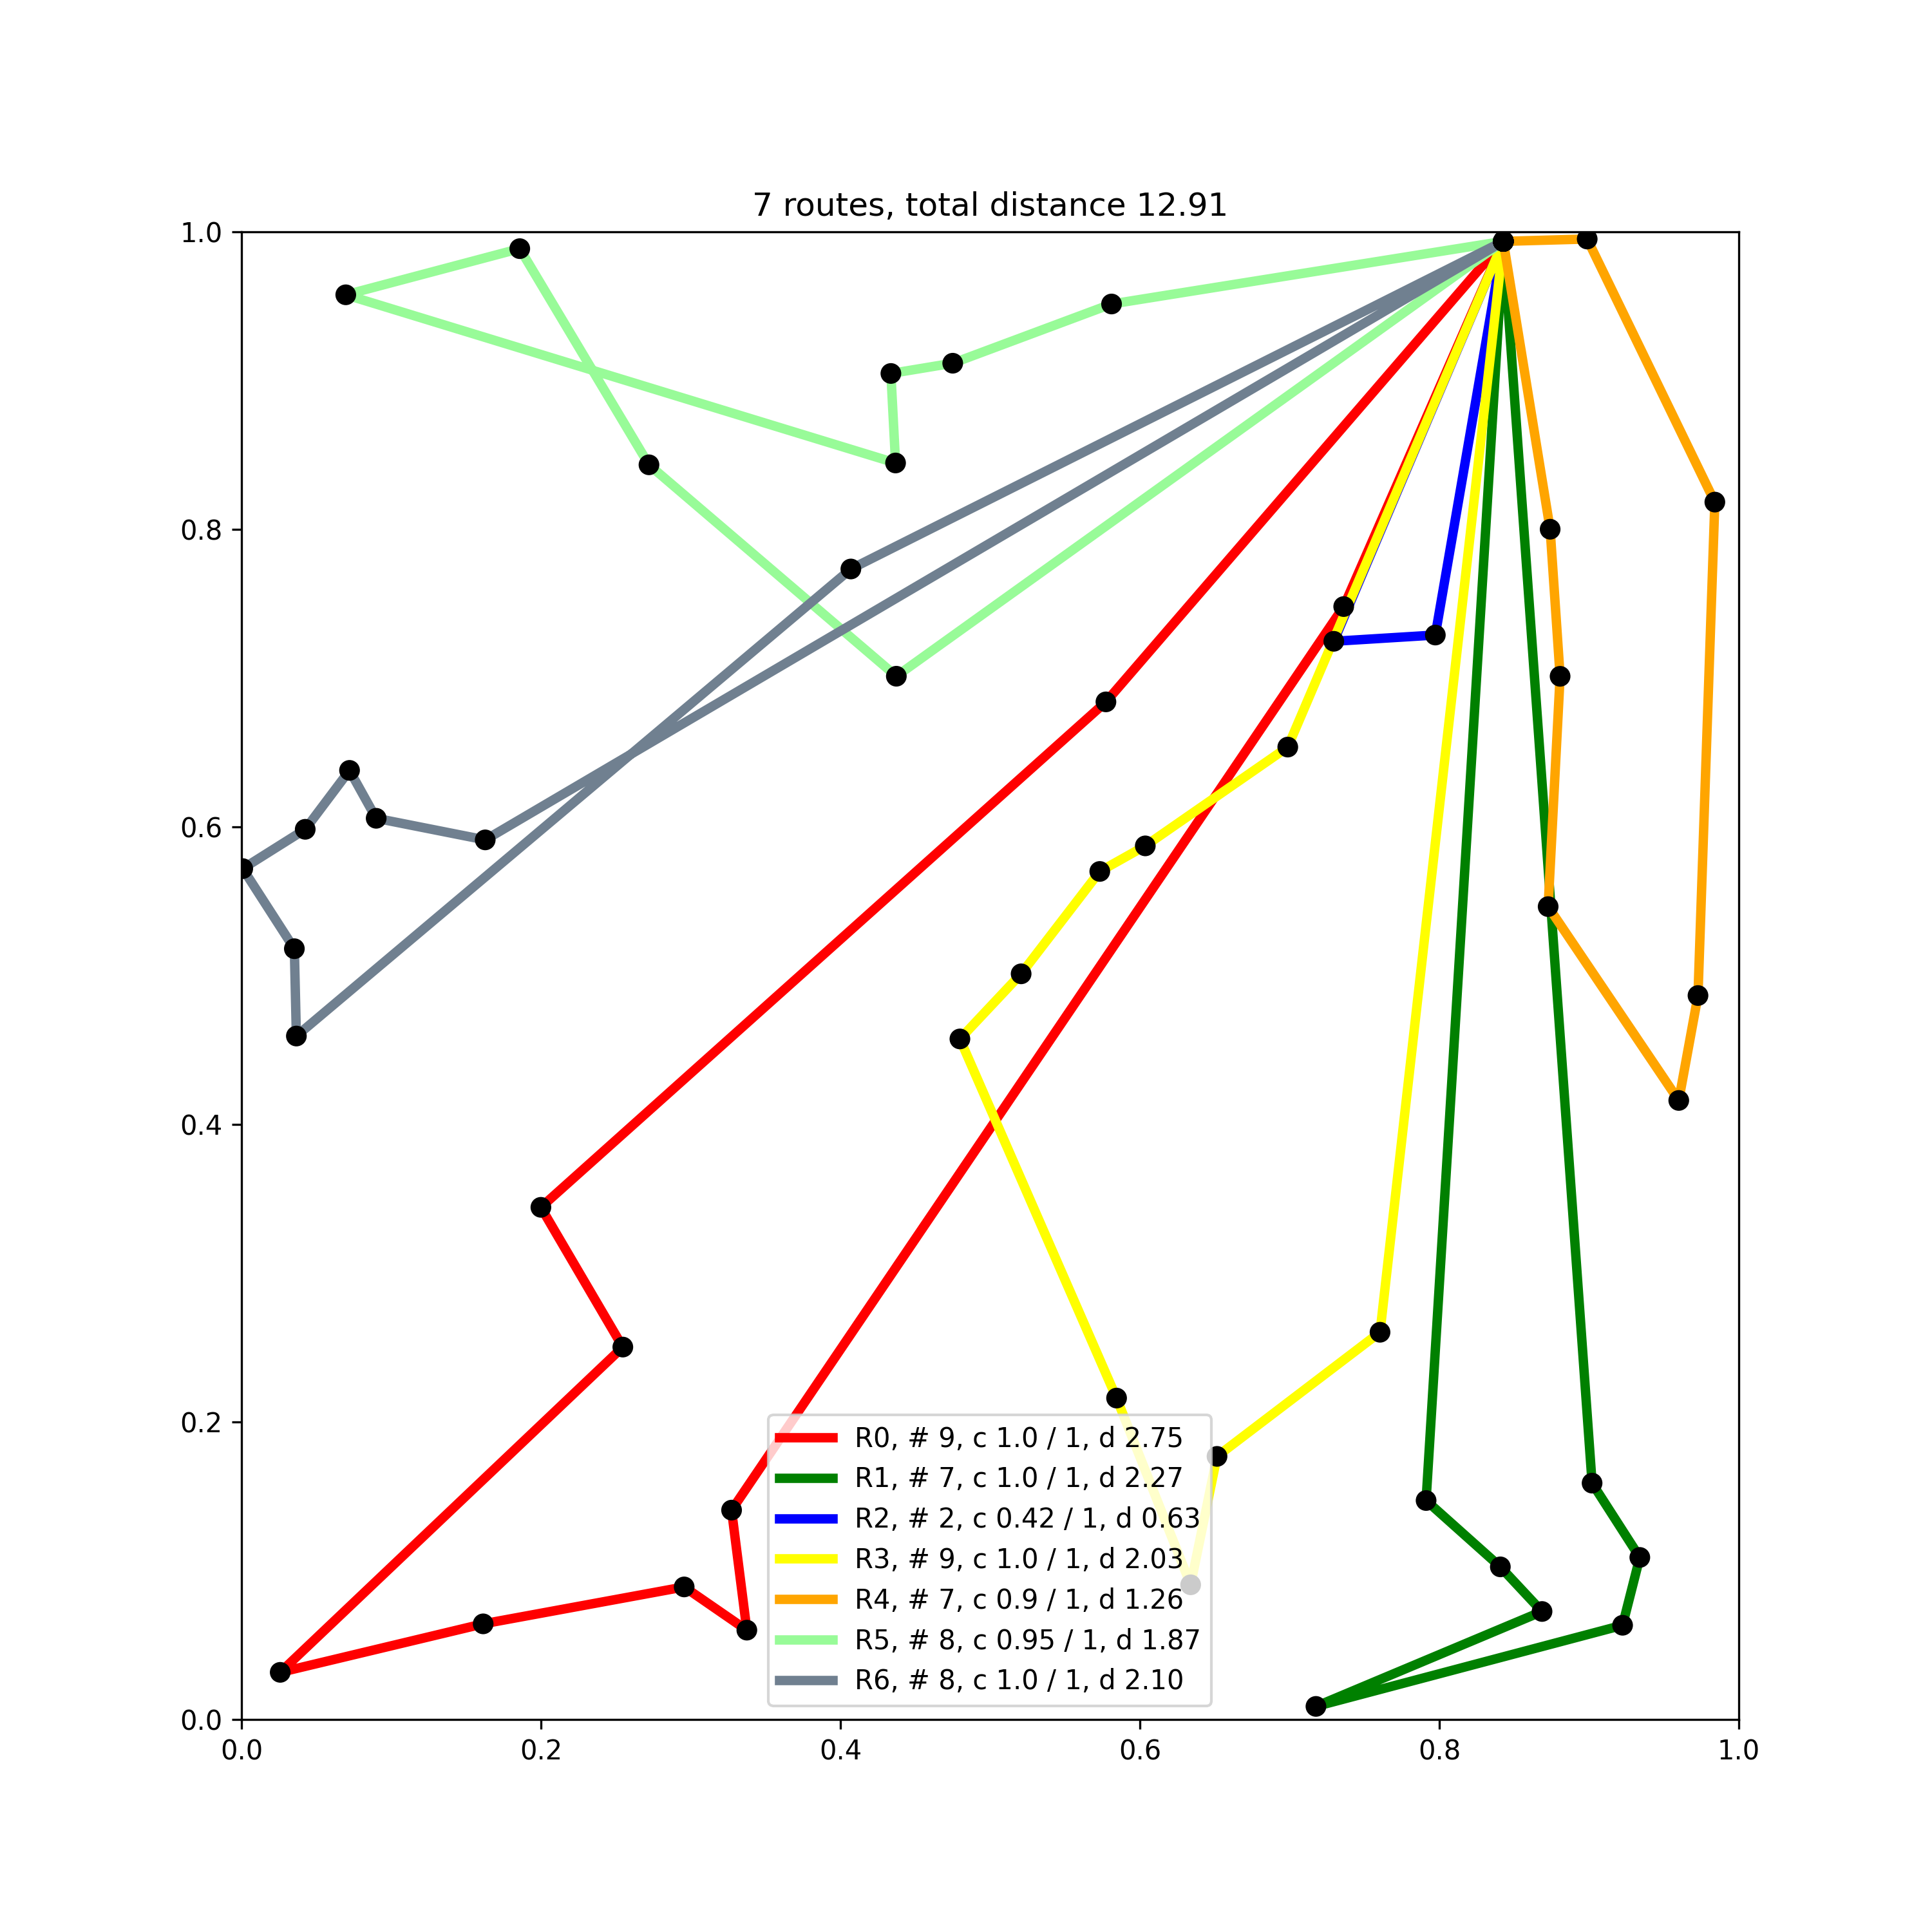 7 routes, total distance 12.91
1.0
0.8
0.6
0.4
0.2
0.0
R0, # 9, c 1.0 / 1, d 2.75
R1, # 7, c 1.0 / 1, d 2.27
R2, # 2, c 0.42 / 1, d 0.63
R3, # 9, c 1.0 / 1, d 2.03
R4, # 7, c 0.9 / 1, d 1.26
R5, # 8, c 0.95 / 1, d 1.87
R6, # 8, c 1.0 / 1, d 2.10
0.0 0.2 0.4 0.6 0.8 1.0